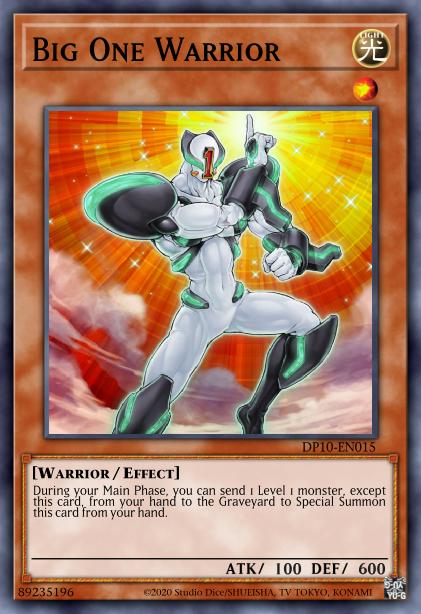 Big One Warrior
LIGHT
光
1
DP10-EN015
[Warrior / Effect]
During your Main Phase, you can send 1 Level 1 monster, except
this card, from your hand to the Graveyard to Special Summon
this card from your hand.
ATK/ 100 DEF/ 600
89235196
©2020 Studio Dice/SHUEISHA, TV TOKYO, KONAMI